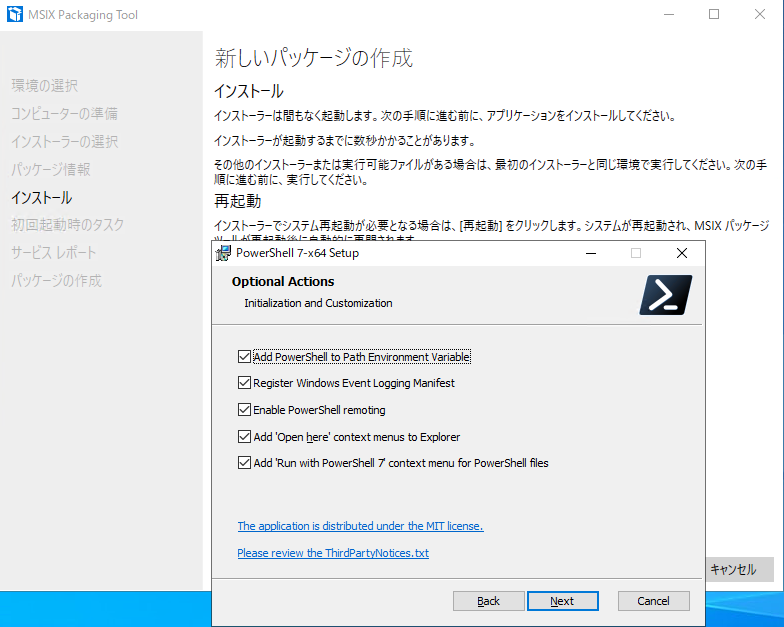 MSIX Packaging Tool
新しいパッケージの作成
環境の選択
コンピューターの準備
インストーラーの選択
パッケージ情報
インストール
初回起動時のタスク
サービス レポート
パッケージの作成
インストール
インストーラーは間もなく起動します。次の手順に進む前に、アプリケーションをインストールしてください。
インストーラーが起動するまでに数秒かかることがあります。
その他のインストーラーまたは実行可能ファイルがある場合は、最初のインストーラーと同じ環境で実行してください。次の手
順に進む前に、実行してください。
再起動
インストーラーでシステム再起動が必要となる場合は、[再起動] をクリックします。システムが再起動され、MSIX パッケージ
PowerShell 7-x64 Setup
Optional Actions
Initialization and Customization
Add PowerShell to Path Environment Variable
Register Windows Event Logging Manifest
Enable PowerShell remoting
Add 'Open here' context menus to Explorer
Add 'Run with PowerShell 7' context menu for PowerShell files
The application is distributed under the MIT license.
Please review the ThirdPartyNotices.txt
Back
Next
Cancel
キャンセル